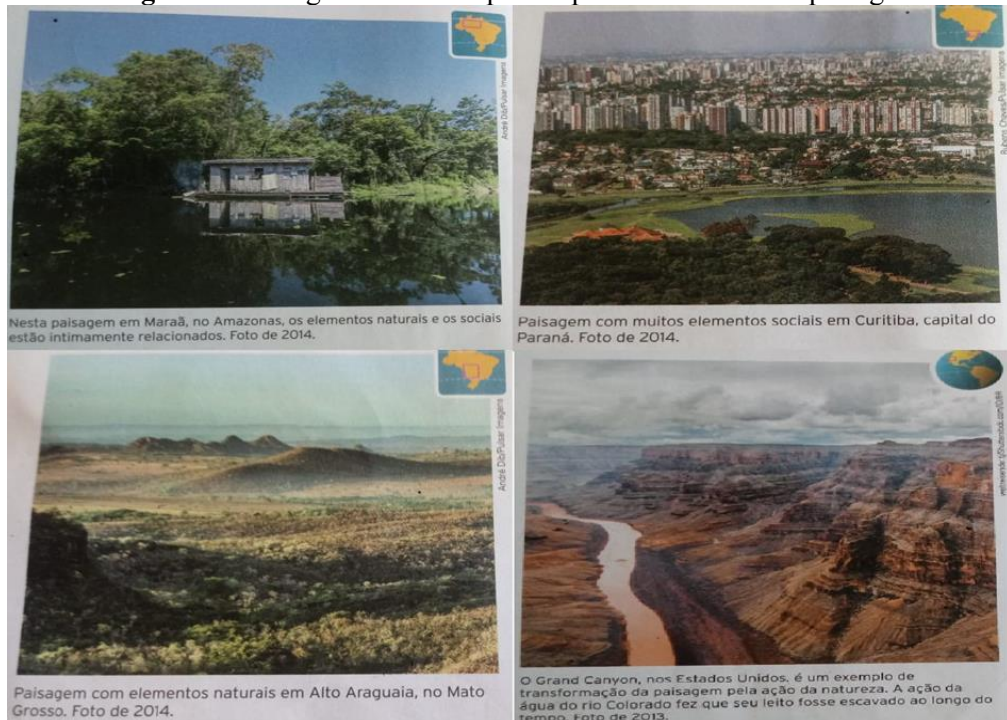 Nesta paisagem em Maraã, no Amazonas, os elementos naturais e os sociais
estão intimamente relacionados. Foto de 2014.
André Dib/Pulsar Imagens
Paisagem com muitos elementos sociais em Curitiba, capital do
Paraná. Foto de 2014.
Paisagem com elementos naturais em Alto Araguaia, no Mato
Grosso. Foto de 2014.
André Dib/Pulsar Imagens
O Grand Canyon, nos Estados Unidos, é um exemplo de
transformação da paisagem pela ação da natureza. A ação da
água do rio Colorado fez que seu leito fosse escavado ao longo do
tempo. Foto de 2013.